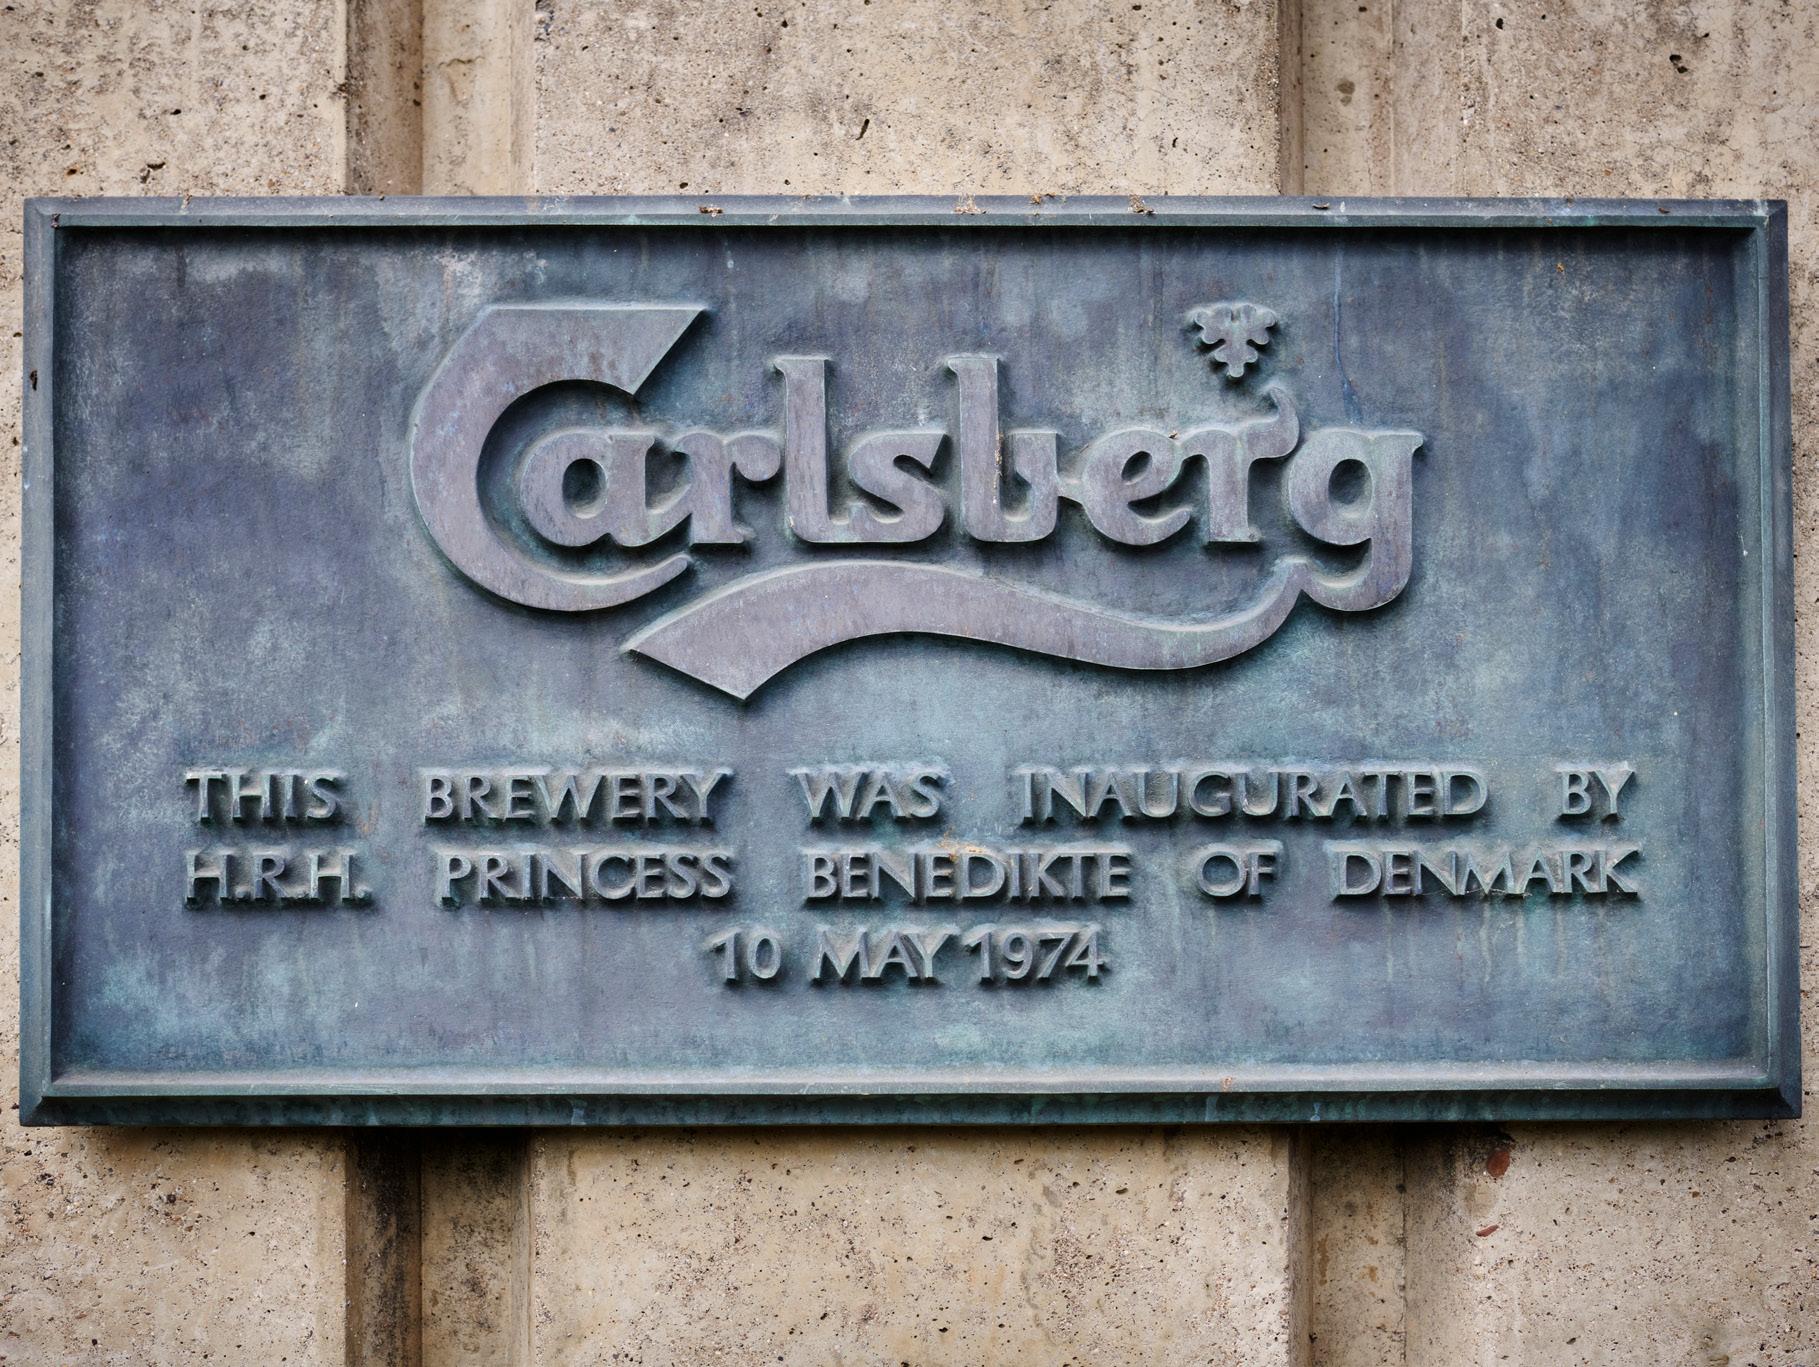 Carlsberg
THIS BREWERY WAS INAUGURATED BY
H.R.H. PRINCESS BENEDIKTE OF DENMARK
10 MAY 1974